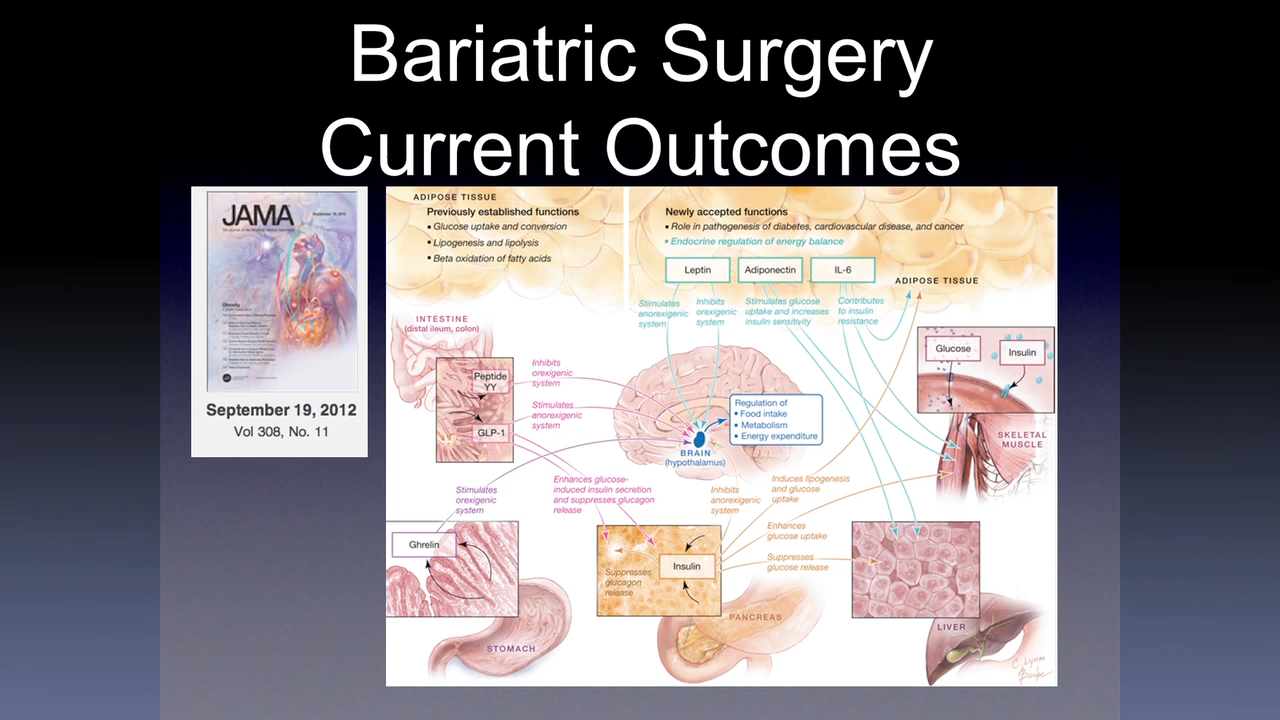 Bariatric Surgery
Current Outcomes
JAMA
September 19, 2012
Obesity
September 19, 2012
Vol 308, No. 11
ADIPOSE TISSUE
Previously established functions
▪ Glucose uptake and conversion
▪ Lipogenesis and lipolysis
▪ Beta oxidation of fatty acids
Newly accepted functions
▪ Role in pathogenesis of diabetes, cardiovascular disease, and cancer
▪ Endocrine regulation of energy balance
Leptin
Adiponectin
IL-6
ADIPOSE TISSUE
Stimulates
anorexigenic
system
Inhibits
orexigenic
system
Stimulates glucose
uptake and increases
insulin sensitivity
Contributes
to insulin
resistance
INTESTINE
(distal ileum, colon)
Peptide
YY
GLP-1
Inhibits
orexigenic
system
Stimulates
anorexigenic
system
Regulation of
▪ Food intake
▪ Metabolism
▪ Energy expenditure
BRAIN
(hypothalamus)
Glucose
Insulin
SKELETAL
MUSCLE
Stimulates
orexigenic
system
Enhances glucose-
induced insulin secretion
and suppresses glucagon
release
Inhibits
anorexigenic
system
Induces lipogenesis
and glucose
uptake
Enhances
glucose uptake
Suppresses
glucose release
Ghrelin
STOMACH
Suppresses
glucagon
release
Insulin
PANCREAS
LIVER
C. Lynm